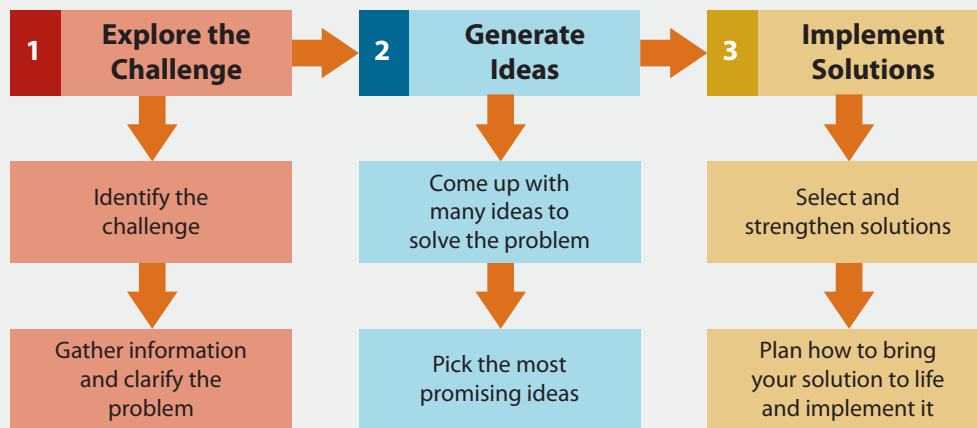 1
Explore the
Challenge
Identify the
challenge
Gather information
and clarify the
problem
2
Generate
Ideas
Come up with
many ideas to
solve the problem
Pick the most
promising ideas
3
Implement
Solutions
Select and
strengthen solutions
Plan how to bring
your solution to life
and implement it